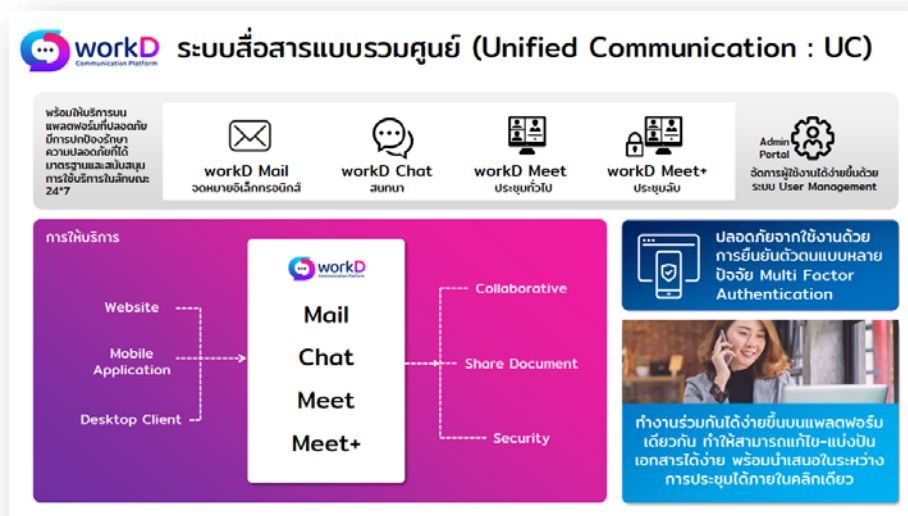 workD
Communication Platform
ระบบสื่อสารแบบรวมศูนย์ (Unified Communication : UC)
พร้อมให้บริการบน
แพลตฟอร์มที่ปลอดภัย
มีการปกป้องรักษา
ความปลอดภัยที่ได้
มาตรฐานและสนับสนุน
การใช้บริการในลักษณะ
24*7
workD Mail
จดหมายอิเล็กทรอนิกส์
workD Chat
สนทนา
workD Meet
ประชุมทั่วไป
workD Meet+
ประชุมลับ
Admin
Portal
จัดการผู้ใช้งานได้ง่ายขึ้นด้วย
ระบบ User Management
การให้บริการ
Website
Mobile
Application
Desktop Client
workD
Communication Platform
Mail
Chat
Meet
Meet+
Collaborative
Share Document
Security
ปลอดภัยจากใช้งานด้วย
การยืนยันตัวตนแบบหลาย
ปัจจัย Multi Factor
Authentication
ทำงานร่วมกันได้ง่ายขึ้นบนแพลตฟอร์ม
เดียวกัน ทำให้สามารถแก้ไข-แบ่งปัน
เอกสารได้ง่าย พร้อมนำเสนอในระหว่าง
การประชุมได้ภายในคลิกเดียว